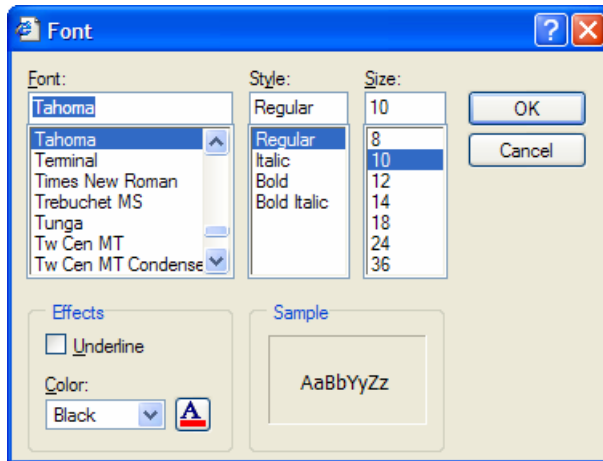 Font
Font:
Style:
Size:
Tahoma
Regular
10
OK
Cancel
Tahoma
Terminal
Times New Roman
Trebuchet MS
Tunga
Tw Cen MT
Tw Cen MT Condense
Regular
Italic
Bold
Bold Italic
8
10
12
14
18
24
36
Effects
Underline
Color:
Black
A
Sample
AaBbYyZz